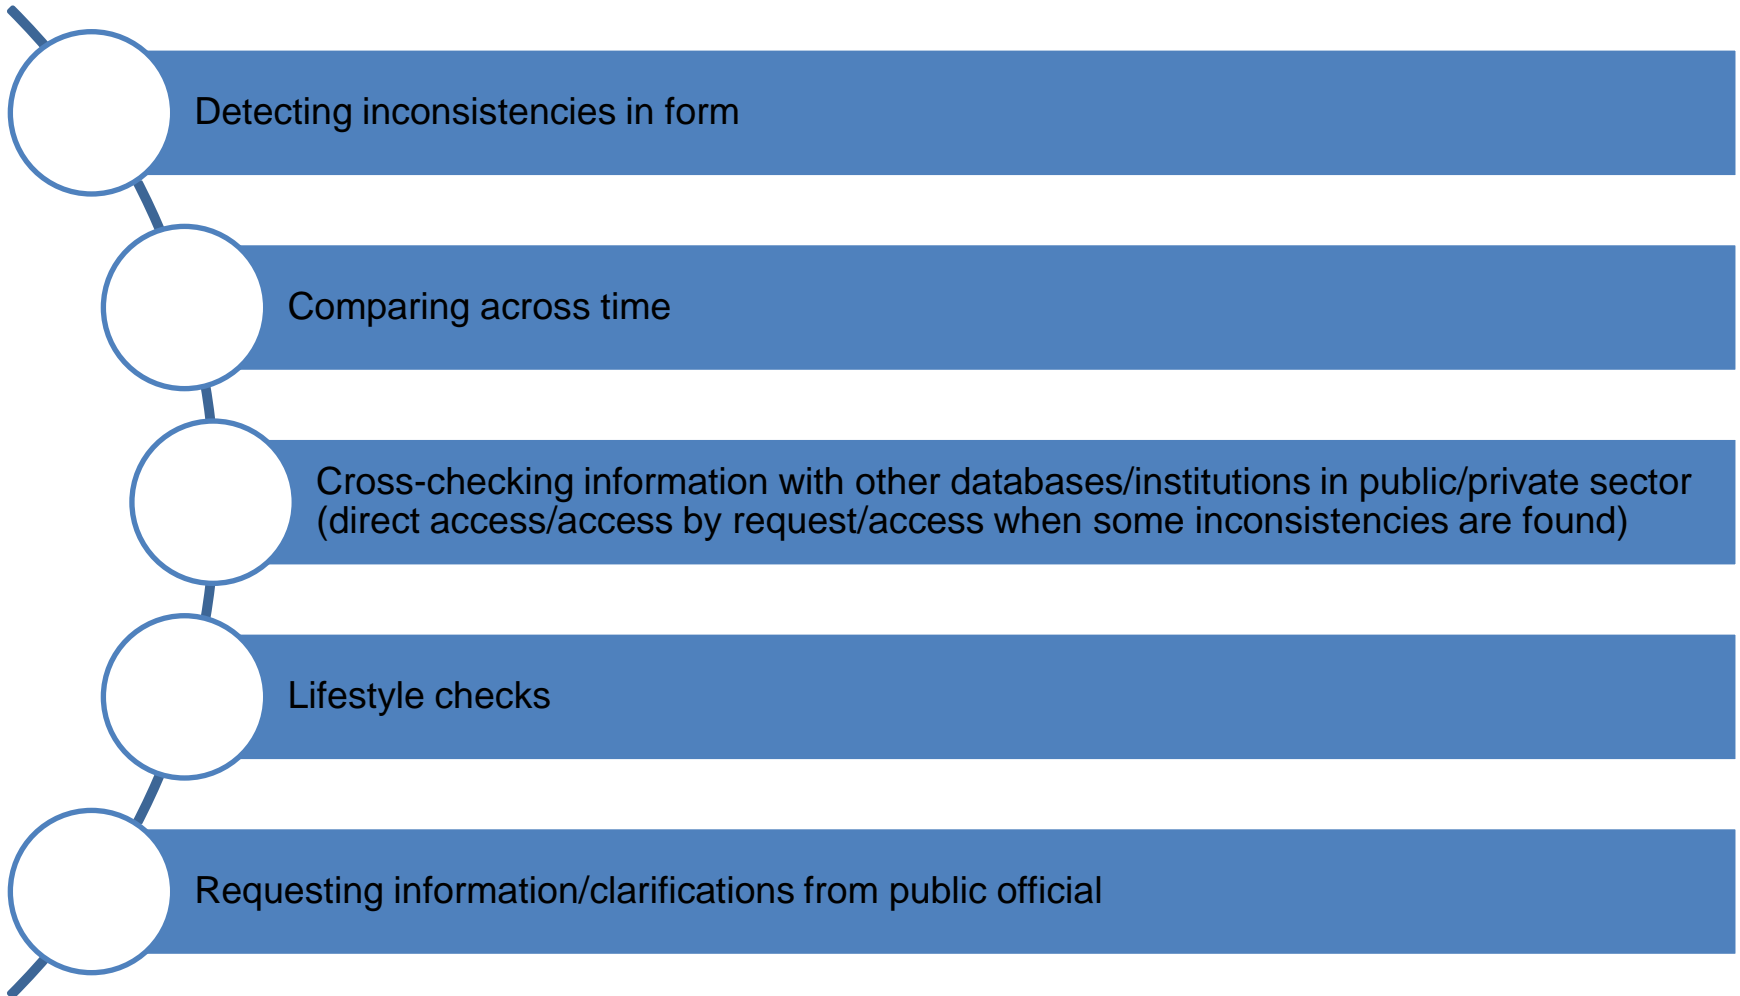 Detecting inconsistencies in form
Comparing across time
Cross-checking information with other databases/institutions in public/private sector
(direct access/access by request/access when some inconsistencies are found)
Lifestyle checks
Requesting information/clarifications from public official